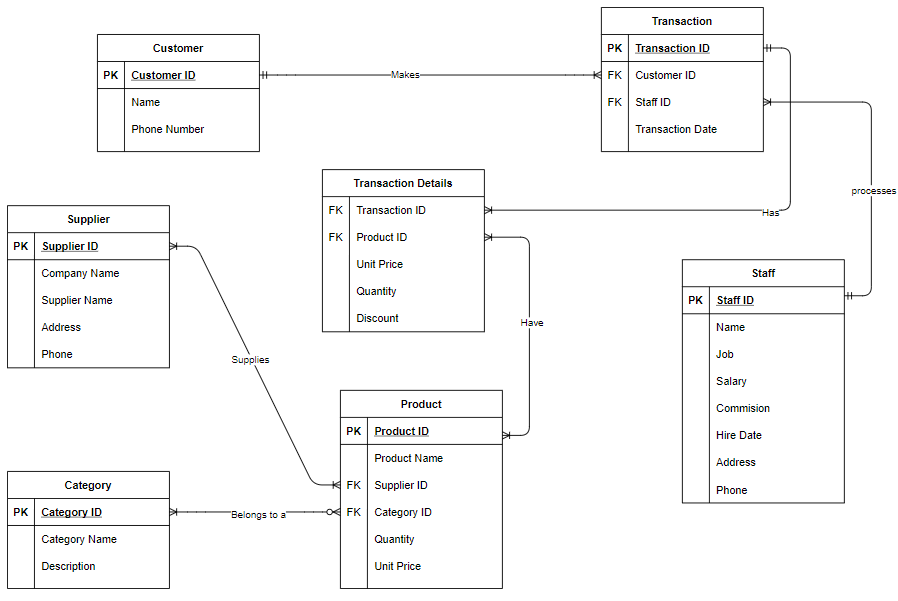 Transaction
PK Transaction ID
FK Customer ID
FK Staff ID
Transaction Date
Customer
PK Customer ID
Name
Phone Number
Makes
processes
Has
Transaction Details
FK Transaction ID
FK Product ID
Unit Price
Quantity
Discount
Supplier
PK Supplier ID
Company Name
Supplier Name
Address
Phone
Supplies
Have
Staff
PK Staff ID
Name
Job
Salary
Commision
Hire Date
Address
Phone
Product
PK Product ID
Product Name
FK Supplier ID
FK Category ID
Quantity
Unit Price
Category
PK Category ID
Category Name
Description
Belongs to a